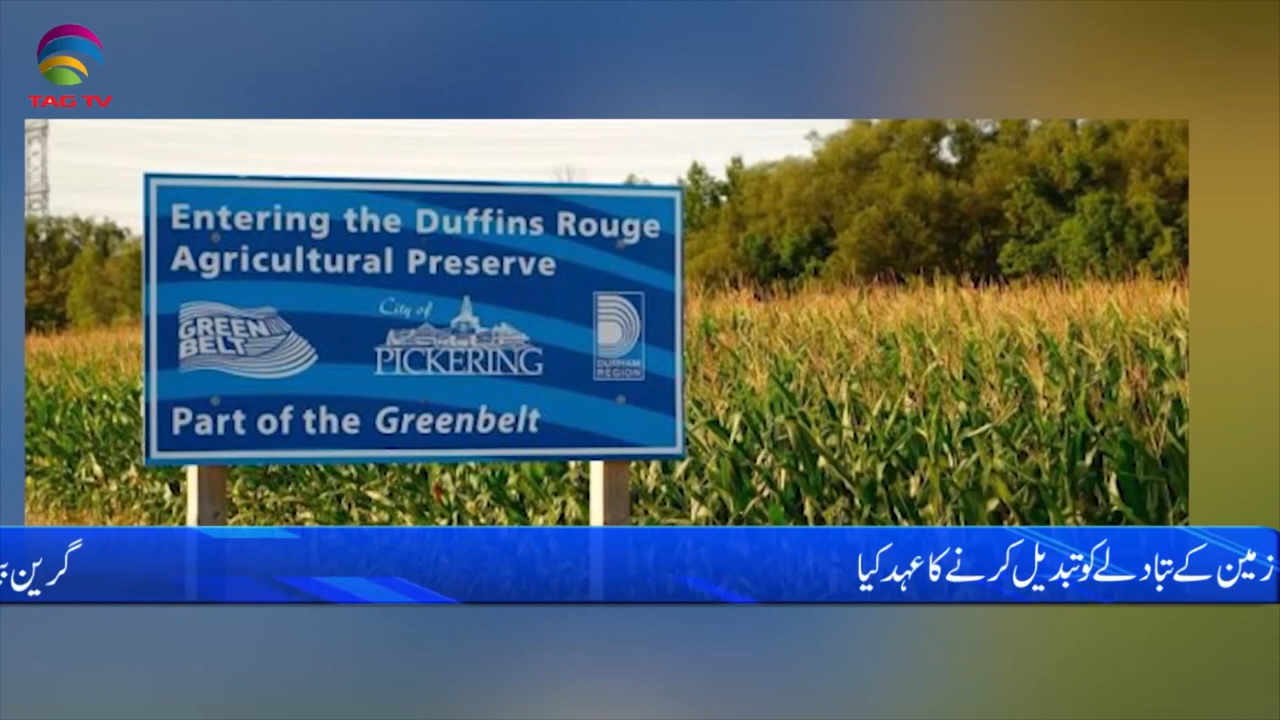 TAG TV
Entering the Duffins Rouge
Agricultural Preserve
GREEN
BELT
City of
PICKERING
DURHAM
REGION
Part of the Greenbelt
زمین کے تبادلے کو تبدیل کرنے کا عہد کیا
گرین